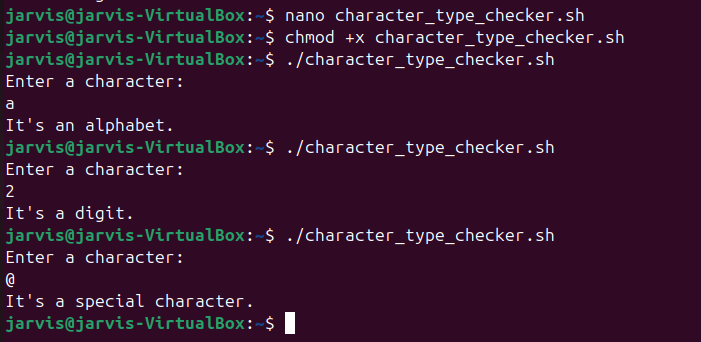 jarvis@jarvis-VirtualBox:~$ nano character_type_checker.sh
jarvis@jarvis-VirtualBox:~$ chmod +x character_type_checker.sh
jarvis@jarvis-VirtualBox:~$ ./character_type_checker.sh
Enter a character:
a
It's an alphabet.
jarvis@jarvis-VirtualBox:~$ ./character_type_checker.sh
Enter a character:
2
It's a digit.
jarvis@jarvis-VirtualBox:~$ ./character_type_checker.sh
Enter a character:
@
It's a special character.
jarvis@jarvis-VirtualBox:~$